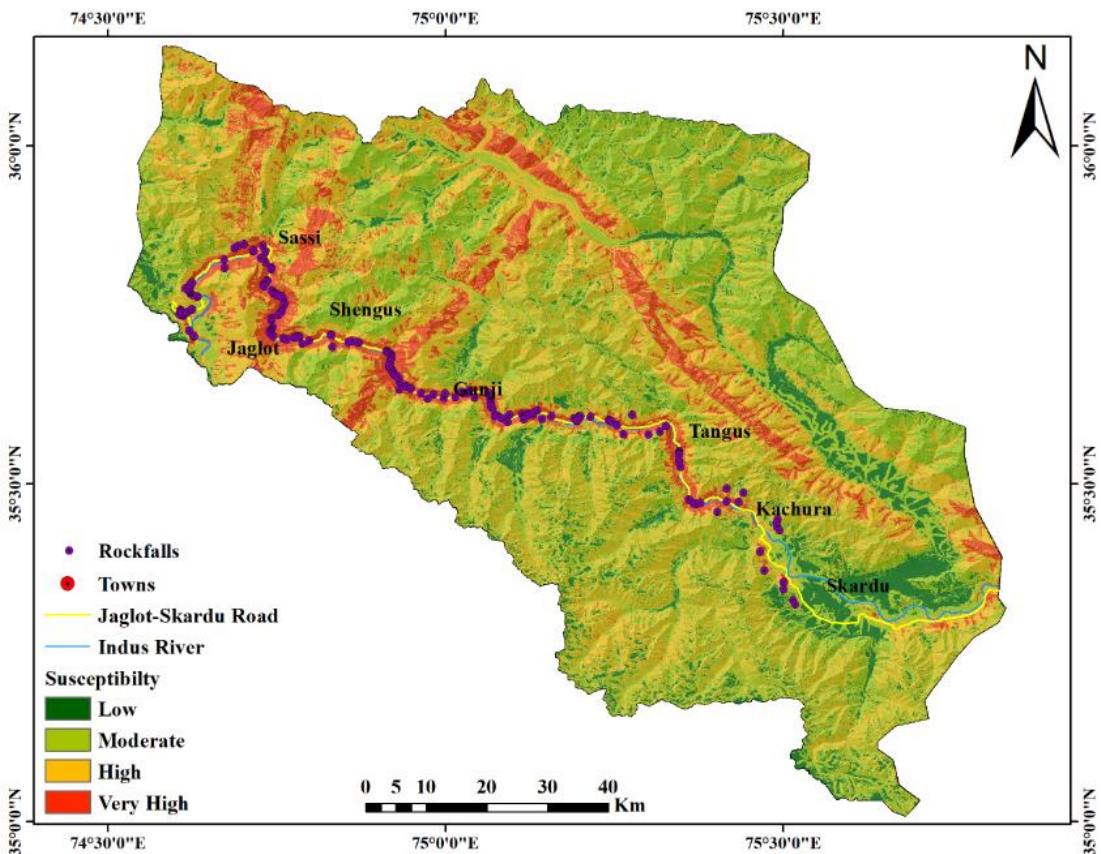 74°30'0"E 75°0'0"E 75°30'0"E
N
36°0'0"N 36°0'0"N
Sassi
Shengus
Jaglot
Ganji
Tangus
35°30'0"N 35°30'0"N
Kachura
Skardu
Rockfalls
Towns
Jaglot-Skardu Road
Indus River
Susceptibilty
Low
Moderate
High
Very High
0 5 10 20 30 40
Km
35°0'0"N 35°0'0"N
74°30'0"E 75°0'0"E 75°30'0"E